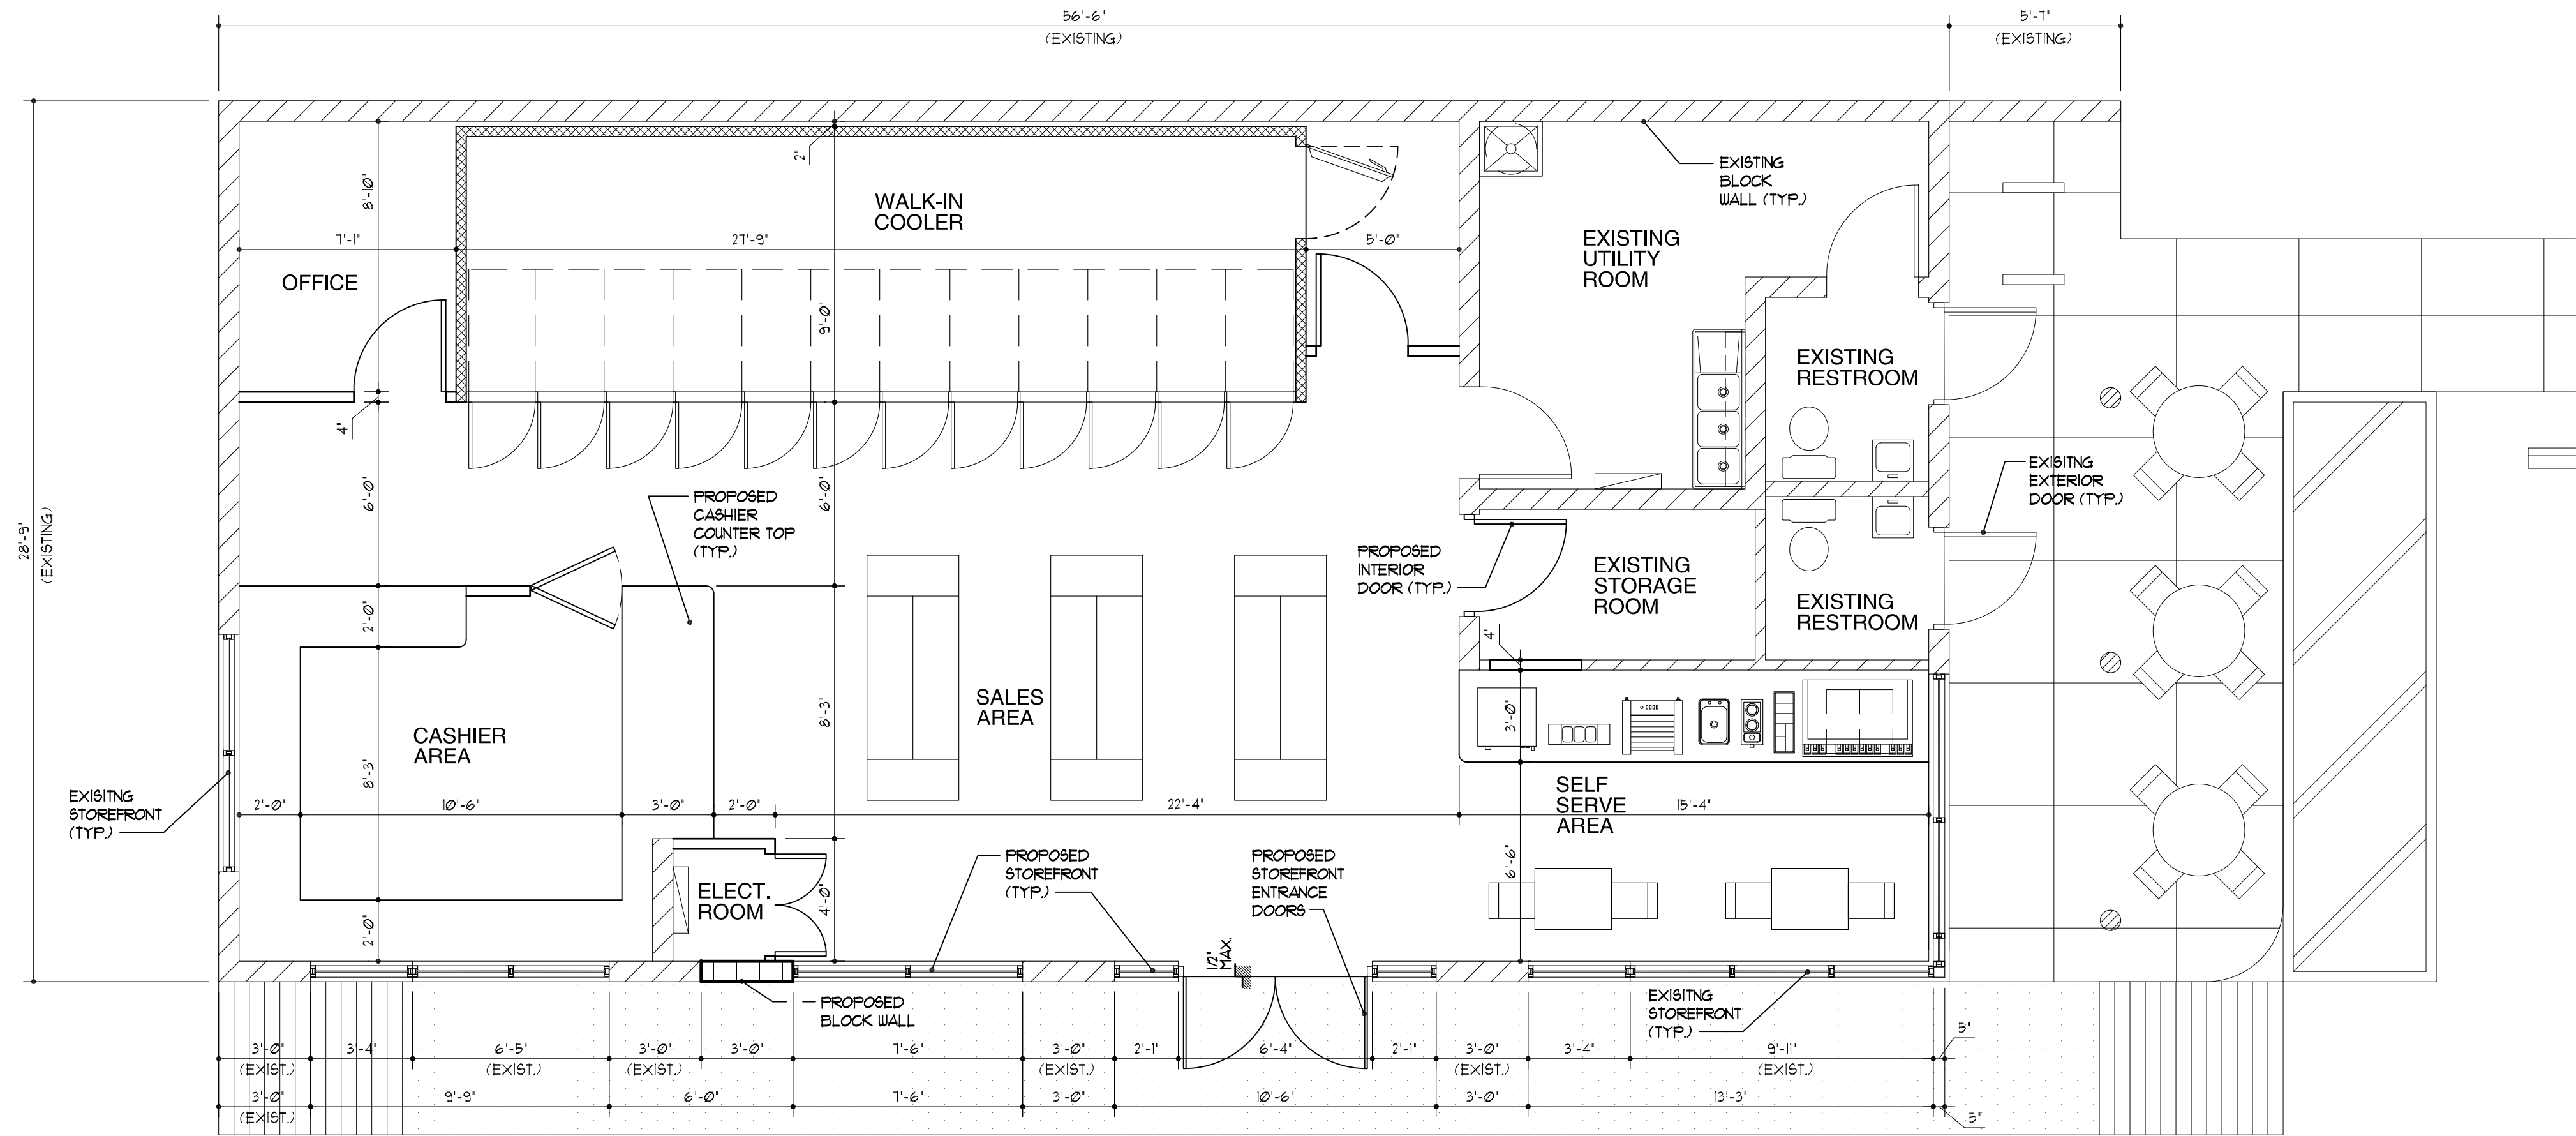 56'-6"
(EXISTING)
5'-7"
(EXISTING)
28'-9"
(EXISTING)
8'-10"
2"
WALK-IN
COOLER
7'-1"
27'-9"
5'-0"
OFFICE
9'-0"
4"
6'-0"
6'-0"
EXISTING
BLOCK
WALL (TYP.)
EXISTING
UTILITY
ROOM
EXISTING
RESTROOM
PROPOSED
CASHIER
COUNTER TOP
(TYP.)
EXISITNG
EXTERIOR
DOOR (TYP.)
PROPOSED
INTERIOR
DOOR (TYP.)
EXISTING
STORAGE
ROOM
EXISTING
RESTROOM
2'-0"
4"
SALES
AREA
CASHIER
AREA
8'-3"
8'-3"
3'-0"
SELF
SERVE
AREA
EXISITNG
STOREFRONT
(TYP.)
2'-0"
10'-6"
3'-0"
2'-0"
22'-4"
15'-4"
ELECT.
ROOM
4'-0"
2'-0"
PROPOSED
STOREFRONT
(TYP.)
PROPOSED
STOREFRONT
ENTRANCE
DOORS
6'-6"
1/2"
MAX.
PROPOSED
BLOCK WALL
EXISITNG
STOREFRONT
(TYP.)
3'-0"
(EXIST.)
3'-4"
6'-5"
(EXIST.)
3'-0"
(EXIST.)
3'-0"
7'-6"
3'-0"
(EXIST.)
2'-1"
6'-4"
2'-1"
3'-0"
(EXIST.)
3'-4"
9'-11"
(EXIST.)
5"
3'-0"
(EXIST.)
9'-9"
6'-0"
7'-6"
3'-0"
10'-6"
3'-0"
13'-3"
5"